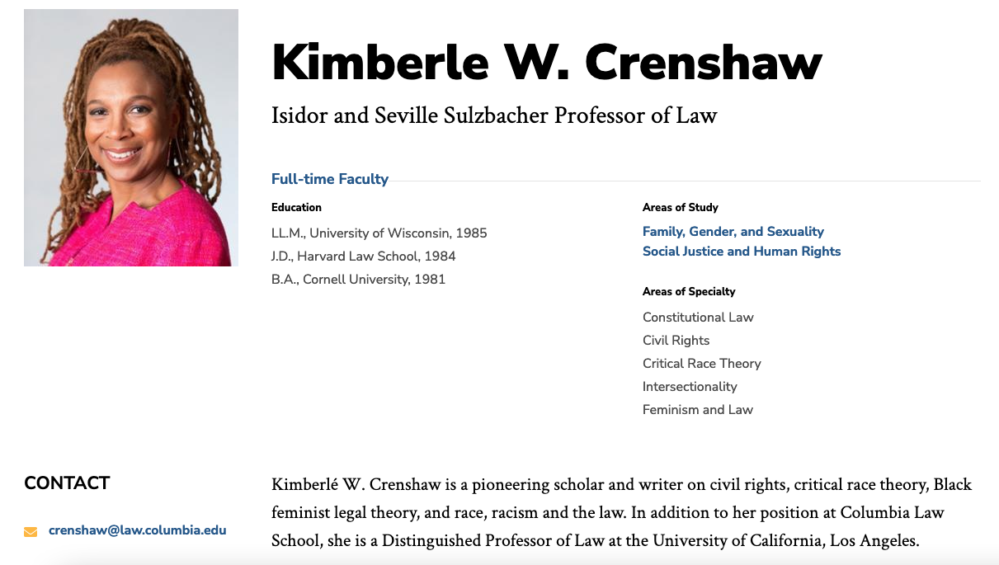 Kimberle W. Crenshaw
Isidor and Seville Sulzbacher Professor of Law
Full-time Faculty
Education
LL.M., University of Wisconsin, 1985
J.D., Harvard Law School, 1984
B.A., Cornell University, 1981
Areas of Study
Family, Gender, and Sexuality
Social Justice and Human Rights
Areas of Specialty
Constitutional Law
Civil Rights
Critical Race Theory
Intersectionality
Feminism and Law
CONTACT
crenshaw@law.columbia.edu
Kimberlé W. Crenshaw is a pioneering scholar and writer on civil rights, critical race theory, Black
feminist legal theory, and race, racism and the law. In addition to her position at Columbia Law
School, she is a Distinguished Professor of Law at the University of California, Los Angeles.